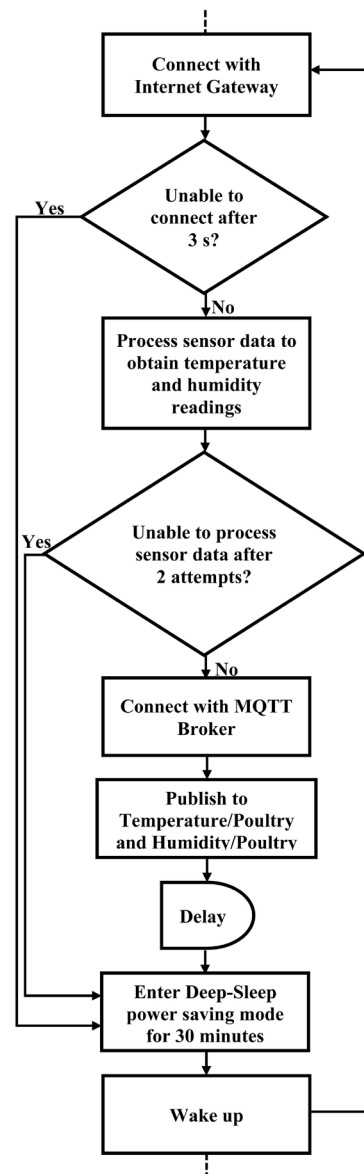 Connect with
Internet Gateway
Yes
Unable to
connect after
3 s?
No
Process sensor data to
obtain temperature
and humidity
readings
Yes
Unable to process
sensor data after
2 attempts?
No
Connect with MQTT
Broker
Publish to
Temperature/Poultry
and Humidity/Poultry
Delay
Enter Deep-Sleep
power saving mode
for 30 minutes
Wake up